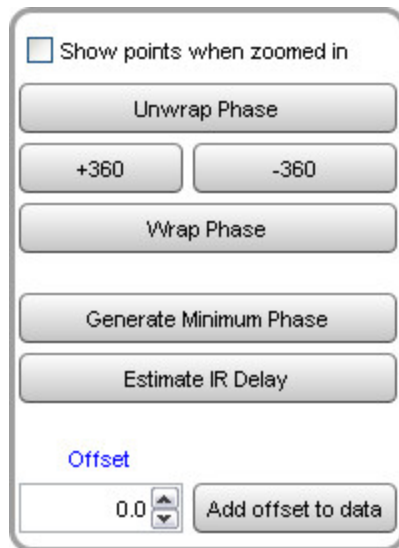 Show points when zoomed in
Unwrap Phase
+360 -360
Wrap Phase
Generate Minimum Phase
Estimate IR Delay
Offset
0.0 Add offset to data